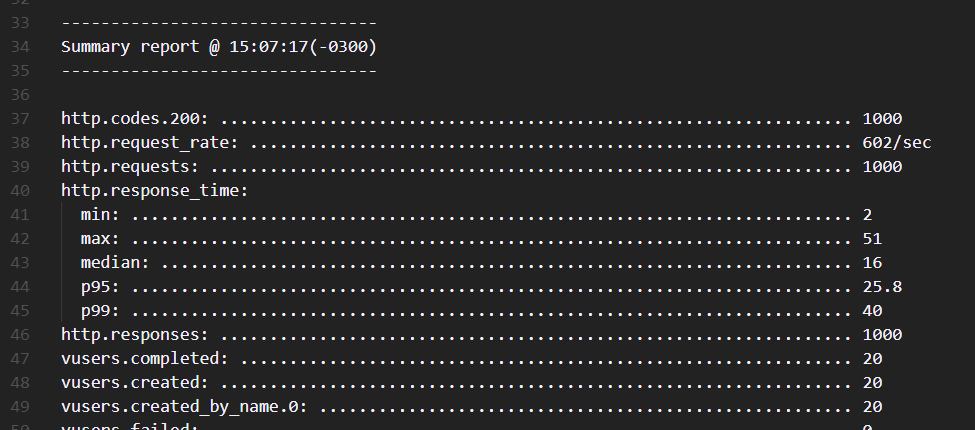 33 --------------------------------
34 Summary report @ 15:07:17(-0300)
35 --------------------------------
36
37 http.codes.200: ................................................................ 1000
38 http.request_rate: ............................................................. 602/sec
39 http.requests: ................................................................. 1000
40 http.response_time:
41 min: ......................................................................... 2
42 max: ......................................................................... 51
43 median: ...................................................................... 16
44 p95: ......................................................................... 25.8
45 p99: ......................................................................... 40
46 http.responses: ................................................................ 1000
47 vusers.completed: .............................................................. 20
48 vusers.created: ................................................................ 20
49 vusers.created_by_name.0: ...................................................... 20